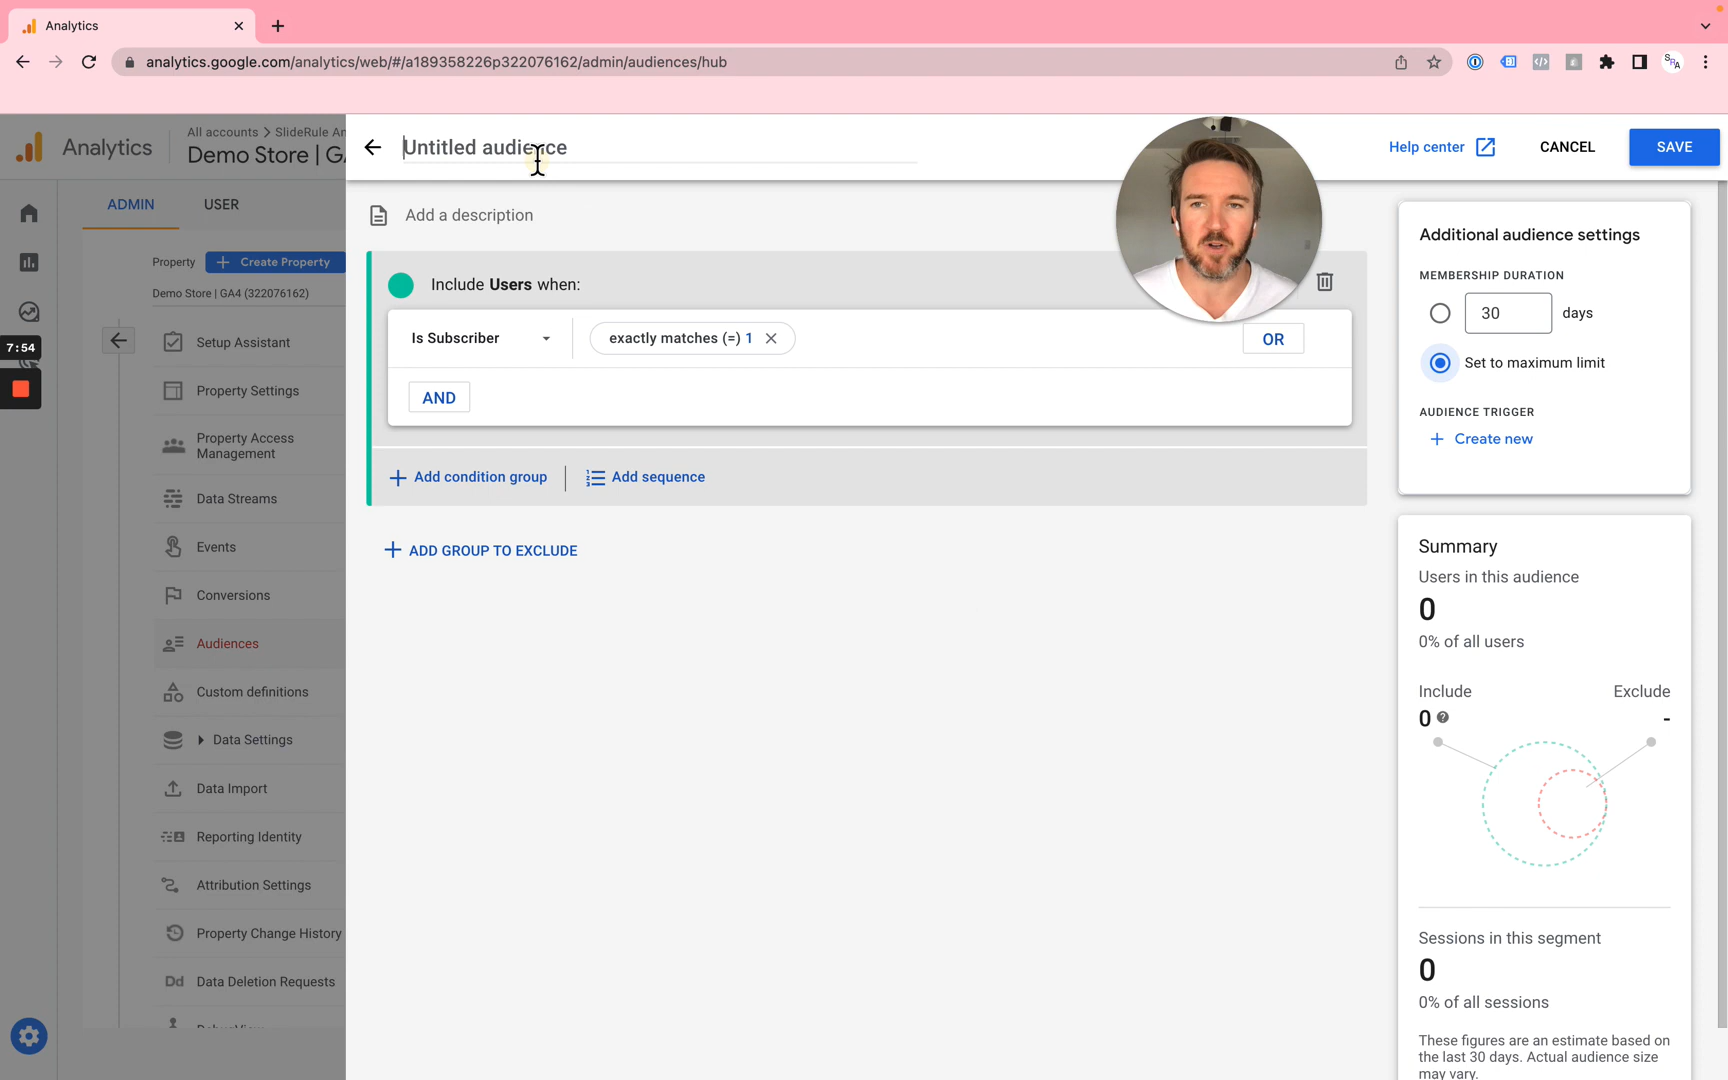 Analytics
analytics.google.com/analytics/web/#/a189358226p322076162/admin/audiences/hub
SRA
Analytics
All accounts > SlideRule An
Demo Store | GA
Untitled audience
Help center
CANCEL
SAVE
ADMIN
USER
Add a description
Property
Create Property
Demo Store | GA4 (322076162)
Include Users when:
Is Subscriber
exactly matches (=) 1
OR
AND
Add condition group
Add sequence
ADD GROUP TO EXCLUDE
7:54
Setup Assistant
Property Settings
Property Access
Management
Data Streams
Events
Conversions
Audiences
Custom definitions
Data Settings
Data Import
Reporting Identity
Attribution Settings
Property Change History
Dd Data Deletion Requests
Additional audience settings
MEMBERSHIP DURATION
30 days
Set to maximum limit
AUDIENCE TRIGGER
Create new
Summary
Users in this audience
0
0% of all users
Include
Exclude
0
-
Sessions in this segment
0
0% of all sessions
These figures are an estimate based on
the last 30 days. Actual audience size
may vary.